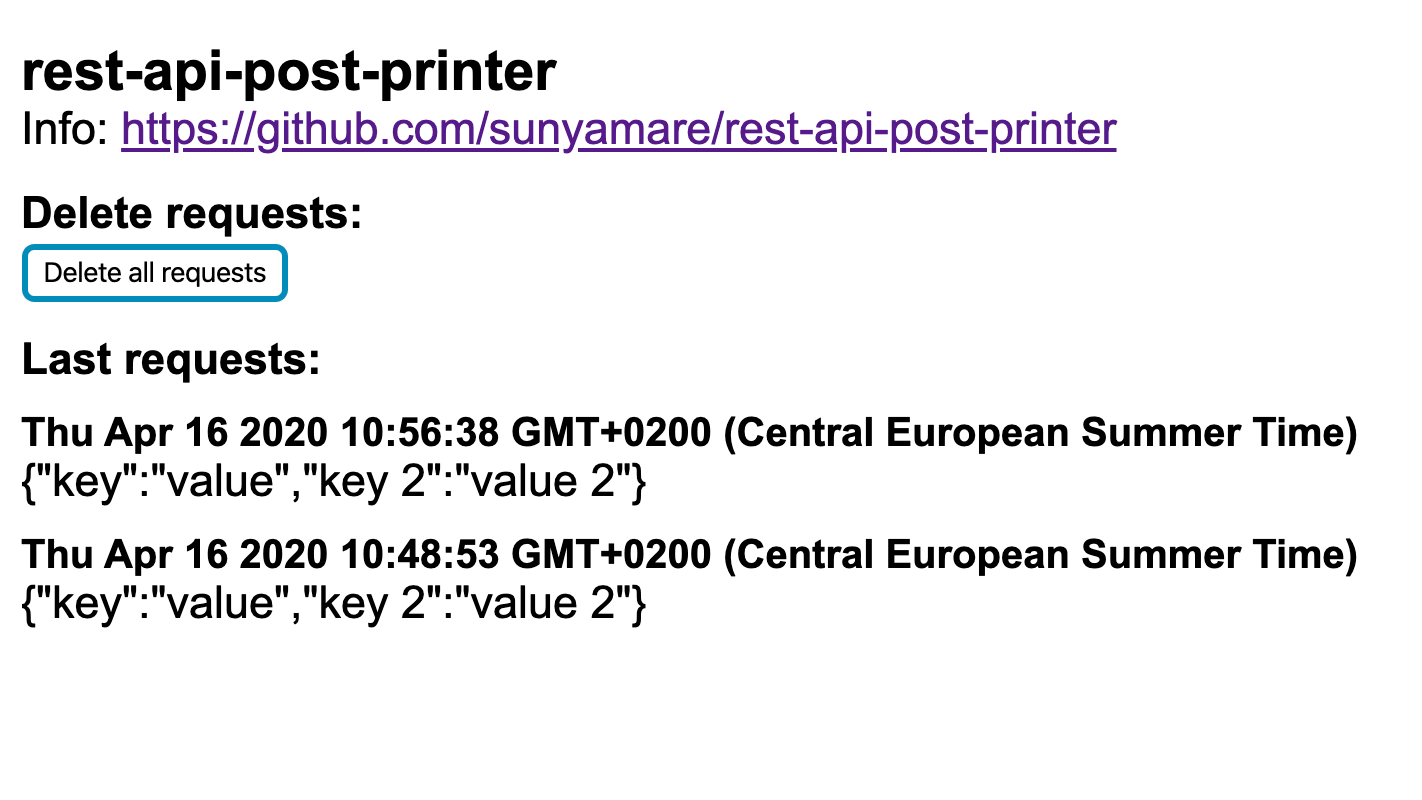 rest-api-post-printer
Info: https://github.com/sunyamare/rest-api-post-printer
Delete requests:
Delete all requests
Last requests:
Thu Apr 16 2020 10:56:38 GMT+0200 (Central European Summer Time)
{"key":"value","key 2":"value 2"}
Thu Apr 16 2020 10:48:53 GMT+0200 (Central European Summer Time)
{"key":"value","key 2":"value 2"}